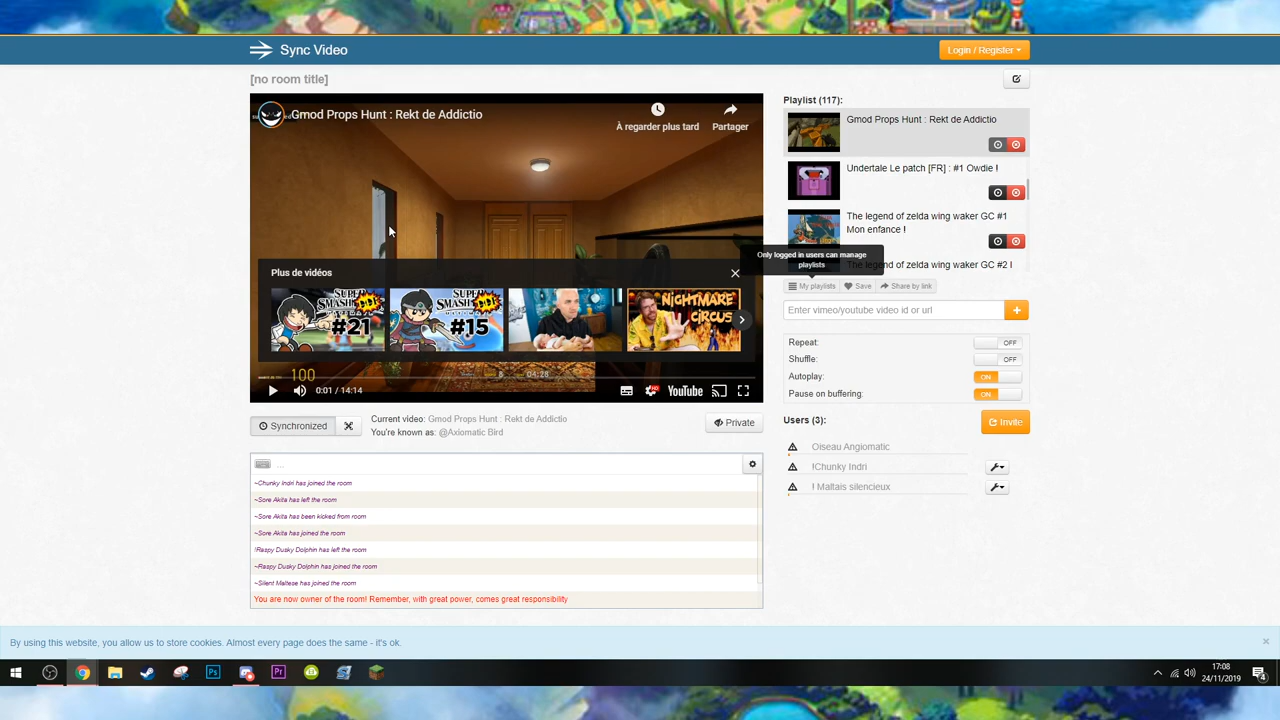 Sync Video
Login / Register
[no room title]
Gmod Props Hunt : Rekt de Addictio
À regarder plus tard
Partager
Playlist (117):
Gmod Props Hunt : Rekt de Addictio
Undertale Le patch [FR] : #1 Owdie !
The legend of zelda wing waker GC #1
Mon enfance !
Only logged in users can manage
playlists
The legend of zelda wing waker GC #2 !
Plus de vidéos
SUPER
#21
SUPER
#15
NIGHTMARE
CIRCUS
My playlists
Save
Share by link
Enter vimeo/youtube video id or url
+
Repeat:
OFF
Shuffle:
OFF
Autoplay:
ON
Pause on buffering:
ON
100
04:28
0:01 / 14:14
HD
YouTube
Synchronized
Current video: Gmod Props Hunt : Rekt de Addictio
You're known as: @Axiomatic Bird
Private
Users (3):
Invite
Oiseau Angiomatic
!Chunky Indri
! Maltais silencieux
...
~Chunky Indri has joined the room
~Sore Akita has left the room
~Sore Akita has been kicked from room
~Sore Akita has joined the room
!Raspy Dusky Dolphin has left the room
~Raspy Dusky Dolphin has joined the room
~Silent Maltese has joined the room
You are now owner of the room! Remember, with great power, comes great responsibility
By using this website, you allow us to store cookies. Almost every page does the same - it's ok.
×
Ps
Pr
17:08
24/11/2019
4